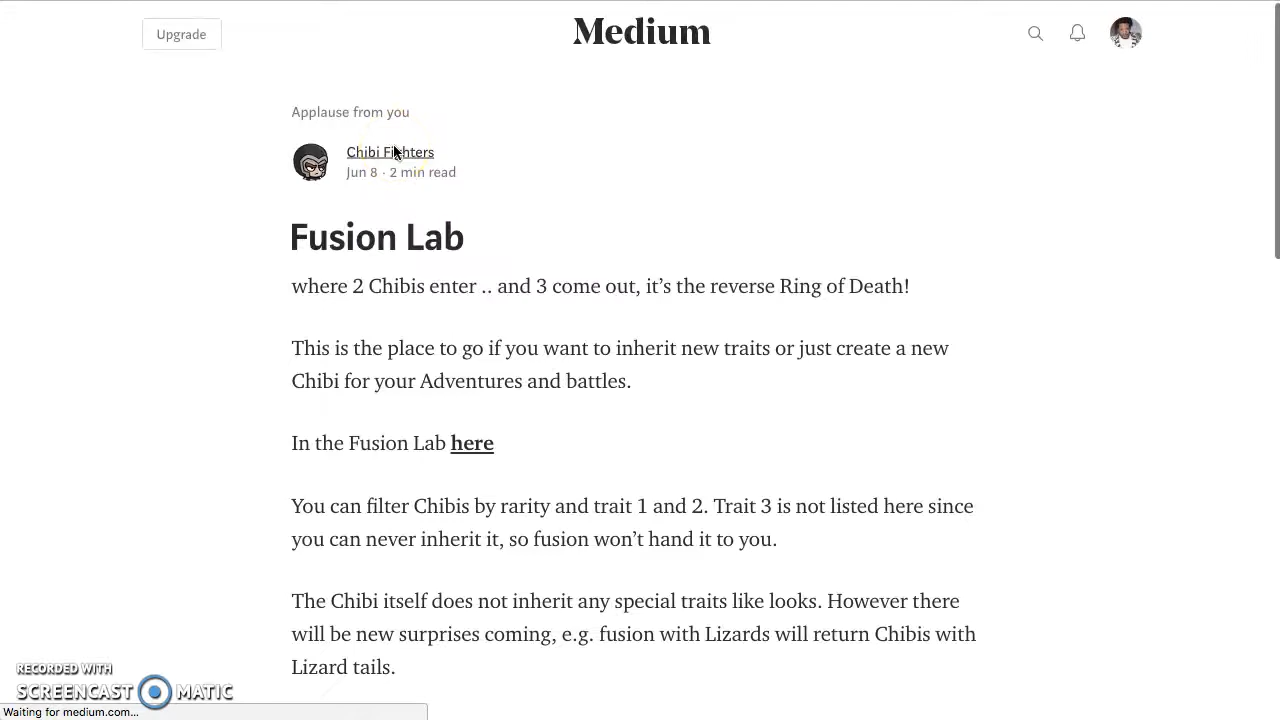 Upgrade
Medium
Applause from you
Chibi Fighters
Jun 8 · 2 min read
Fusion Lab
where 2 Chibis enter .. and 3 come out, it’s the reverse Ring of Death!
This is the place to go if you want to inherit new traits or just create a new
Chibi for your Adventures and battles.
In the Fusion Lab here
You can filter Chibis by rarity and trait 1 and 2. Trait 3 is not listed here since
you can never inherit it, so fusion won’t hand it to you.
The Chibi itself does not inherit any special traits like looks. However there
will be new surprises coming, e.g. fusion with Lizards will return Chibis with
Lizard tails.
RECORDED WITH
SCREENCAST MATIC
Waiting for medium.com...